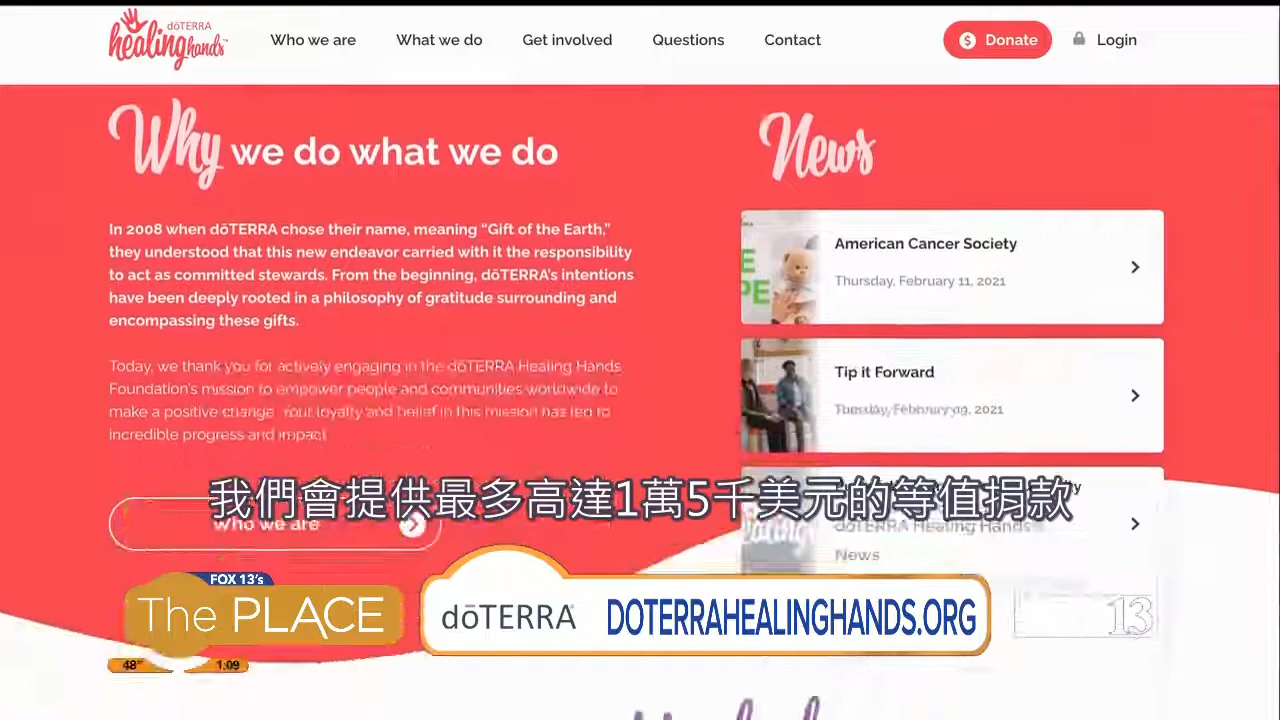 dōTERRA
healing hands™
Who we are
What we do
Get involved
Questions
Contact
Donate
Login
Why we do what we do
In 2008 when dōTERRA chose their name, meaning “Gift of the Earth,”
they understood that this new endeavor carried with it the responsibility
to act as committed stewards. From the beginning, dōTERRA's intentions
have been deeply rooted in a philosophy of gratitude surrounding and
encompassing these gifts.
Today, we thank you for actively engaging in the dōTERRA Healing Hands
Foundation's mission to empower people and communities worldwide to
make a positive change. Your loyalty and belief in this mission has led to
incredible progress and impact
Who we are
News
American Cancer Society
Thursday, February 11, 2021
Tip it Forward
Tuesday, February 09, 2021
dōTERRA Healing Hands
News
我們會提供最多高達1萬5千美元的等值捐款
FOX 13's
The PLACE
dōTERRA
DOTERRAHEALINGHANDS.ORG
13
48°
1:09